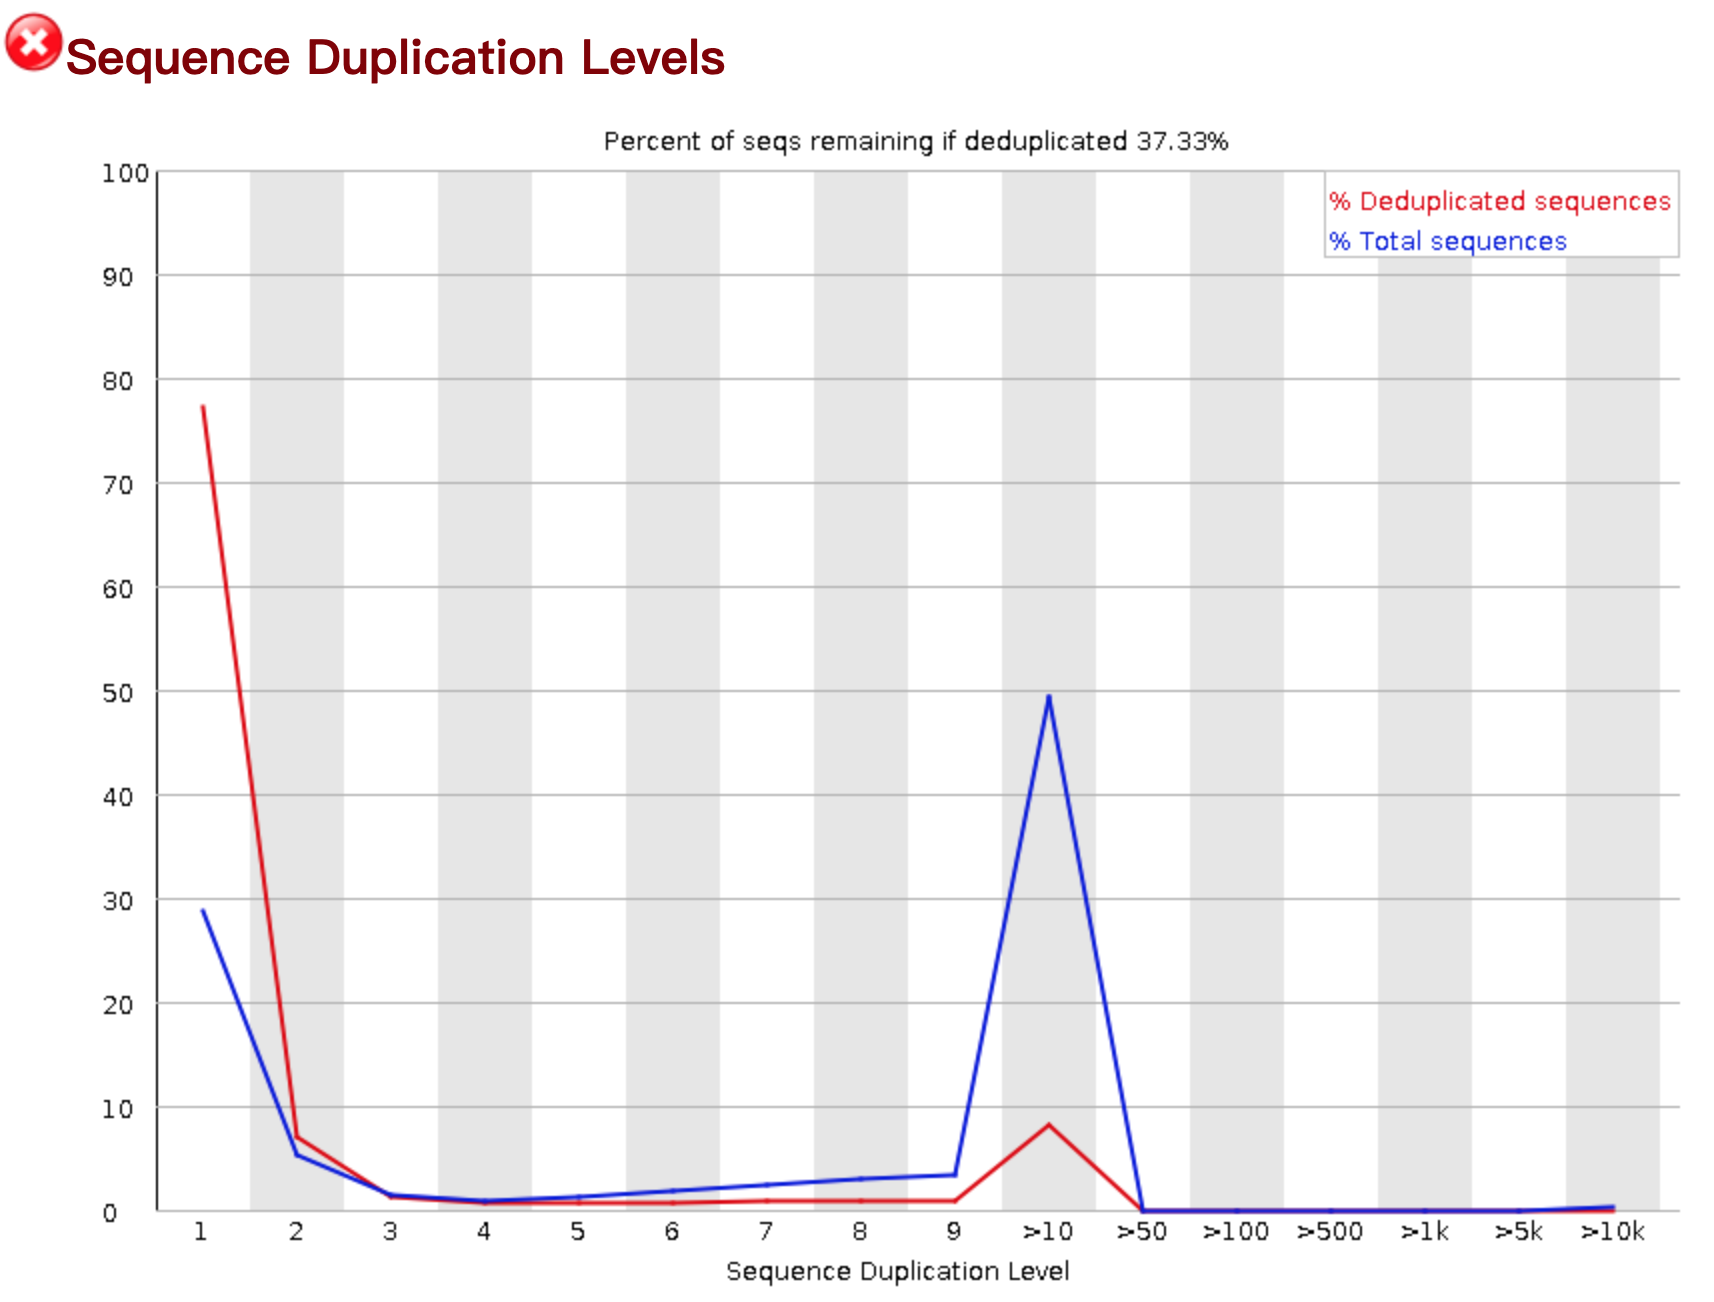 Sequence Duplication Levels
Percent of seqs remaining if deduplicated 37.33%
% Deduplicated sequences
% Total sequences
100
90
80
70
60
50
40
30
20
10
0
1 2 3 4 5 6 7 8 9 >10 >50 >100 >500 >1k >5k >10k
Sequence Duplication Level